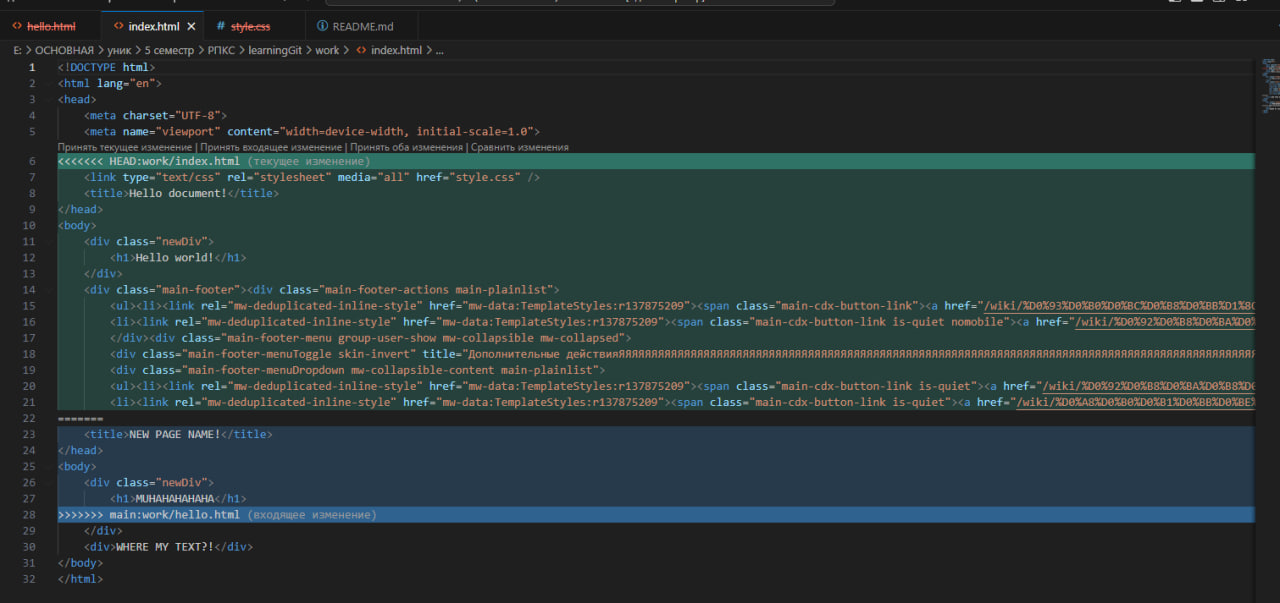 hello.html index.html style.css README.md
E: > ОСНОВНАЯ > уник > 5 семестр > РПКС > learningGit > work > index.html > ...
1 <!DOCTYPE html>
2 <html lang="en">
3 <head>
4 <meta charset="UTF-8">
5 <meta name="viewport" content="width=device-width, initial-scale=1.0">
Принять текущее изменение | Принять входящее изменение | Принять оба изменения | Сравнить изменения
6 <<<<<<< HEAD:work/index.html (текущее изменение)
7 <link type="text/css" rel="stylesheet" media="all" href="style.css" />
8 <title>Hello document!</title>
9 </head>
10 <body>
11 <div class="newDiv">
12 <h1>Hello world!</h1>
13 </div>
14 <div class="main-footer"><div class="main-footer-actions main-plainlist">
15 <ul><li><link rel="mw-deduplicated-inline-style" href="mw-data:TemplateStyles:r137875209"><span class="main-cdx-button-link"><a href="/wiki/%D0%93%D0%B0%D0%BC%D0%B8%D0%BB%D1%8C
16 <li><link rel="mw-deduplicated-inline-style" href="mw-data:TemplateStyles:r137875209"><span class="main-cdx-button-link is-quiet nomobile"><a href="/wiki/%D0%92%D0%B8%D0%BA%D0%
17 </div><div class="main-footer-menu group-user-show mw-collapsible mw-collapsed">
18 <div class="main-footer-menuToggle skin-invert" title="Дополнительные
19 <div class="main-footer-menuDropdown mw-collapsible-content main-plainlist">
20 <ul><li><link rel="mw-deduplicated-inline-style" href="mw-data:TemplateStyles:r137875209"><span class="main-cdx-button-link is-quiet"><a href="/wiki/%D0%92%D0%B8%D0%BA%D0%B8%D0
21 <li><link rel="mw-deduplicated-inline-style" href="mw-data:TemplateStyles:r137875209"><span class="main-cdx-button-link is-quiet"><a href="/wiki/%D0%A8%D0%B0%D0%B1%D0%BB%D0%BE%
22 =======
23 <title>NEW PAGE NAME!</title>
24 </head>
25 <body>
26 <div class="newDiv">
27 <h1>MUHAHAHAHAHA</h1>
28 >>>>>>> main:work/hello.html (входящее изменение)
29 </div>
30 <div>WHERE MY TEXT?!</div>
31 </body>
32 </html>